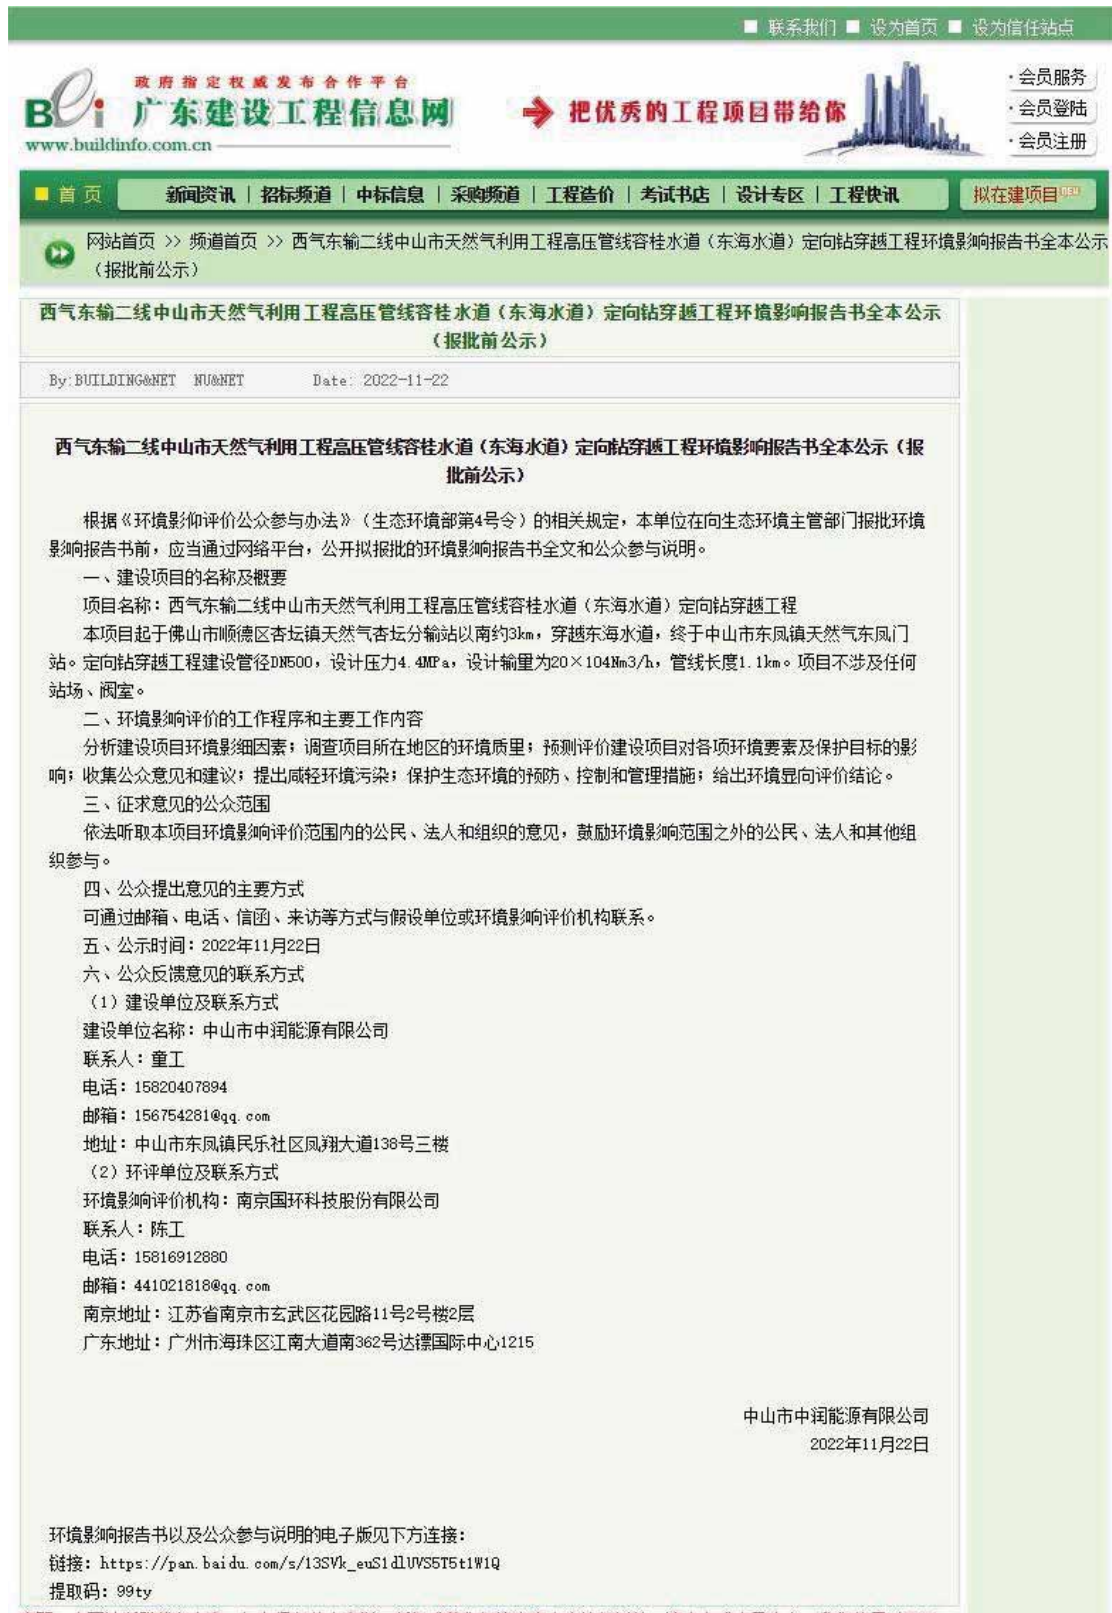 联系我们 设为首页 设为信任站点
BCi
政府指定权威发布合作平台
广东建设工程信息网
www.buildinfo.com.cn
把优秀的工程项目带给你
·会员服务
·会员登陆
·会员注册
首页 新闻资讯 | 招标频道 | 中标信息 | 采购频道 | 工程造价 | 考试书店 | 设计专区 | 工程快讯 拟在建项目
网站首页 >> 频道首页 >> 西气东输二线中山市天然气利用工程高压管线容桂水道（东海水道）定向钻穿越工程环境影响报告书全本公示
（报批前公示）
西气东输二线中山市天然气利用工程高压管线容桂水道（东海水道）定向钻穿越工程环境影响报告书全本公示
（报批前公示）
By:BUILDING&NET NU&NET Date: 2022-11-22
西气东输二线中山市天然气利用工程高压管线容桂水道（东海水道）定向钻穿越工程环境影响报告书全本公示（报
批前公示）
根据《环境影仰评价公众参与办法》（生态环境部第4号令）的相关规定，本单位在向生态环境主管部门报批环境
影响报告书前，应当通过网络平台，公开拟报批的环境影响报告书全文和公众参与说明。
一、建设项目的名称及概要
项目名称：西气东输二线中山市天然气利用工程高压管线容桂水道（东海水道）定向钻穿越工程
本项目起于佛山市顺德区杏坛镇天然气杏坛分输站以南约3km，穿越东海水道，终于中山市东凤镇天然气东凤门
站。定向钻穿越工程建设管径DN500，设计压力4.4MPa，设计输里为20×104Nm3/h，管线长度1.1km。项目不涉及任何
站场、阀室。
二、环境影响评价的工作程序和主要工作内容
分析建设项目环境影细因素；调查项目所在地区的环境质里；预测评价建设项目对各项环境要素及保护目标的影
响；收集公众意见和建议；提出减轻环境污染；保护生态环境的预防、控制和管理措施；给出环境显向评价结论。
三、征求意见的公众范围
依法听取本项目环境影响评价范围内的公民、法人和组织的意见，鼓励环境影响范围之外的公民、法人和其他组
织参与。
四、公众提出意见的主要方式
可通过邮箱、电话、信函、来访等方式与假设单位或环境影响评价机构联系。
五、公示时间：2022年11月22日
六、公众反馈意见的联系方式
（1）建设单位及联系方式
建设单位名称：中山市中润能源有限公司
联系人：童工
电话：15820407894
邮箱：156754281@qq.com
地址：中山市东凤镇民乐社区凤翔大道138号三楼
（2）环评单位及联系方式
环境影响评价机构：南京国环科技股份有限公司
联系人：陈工
电话：15816912880
邮箱：441021818@qq.com
南京地址：江苏省南京市玄武区花园路11号2号楼2层
广东地址：广州市海珠区江南大道南362号达镖国际中心1215
中山市中润能源有限公司
2022年11月22日
环境影响报告书以及公众参与说明的电子版见下方连接：
链接：https://pan.baidu.com/s/13SVk_euS1dlUVS5T5t1W1Q
提取码：99ty